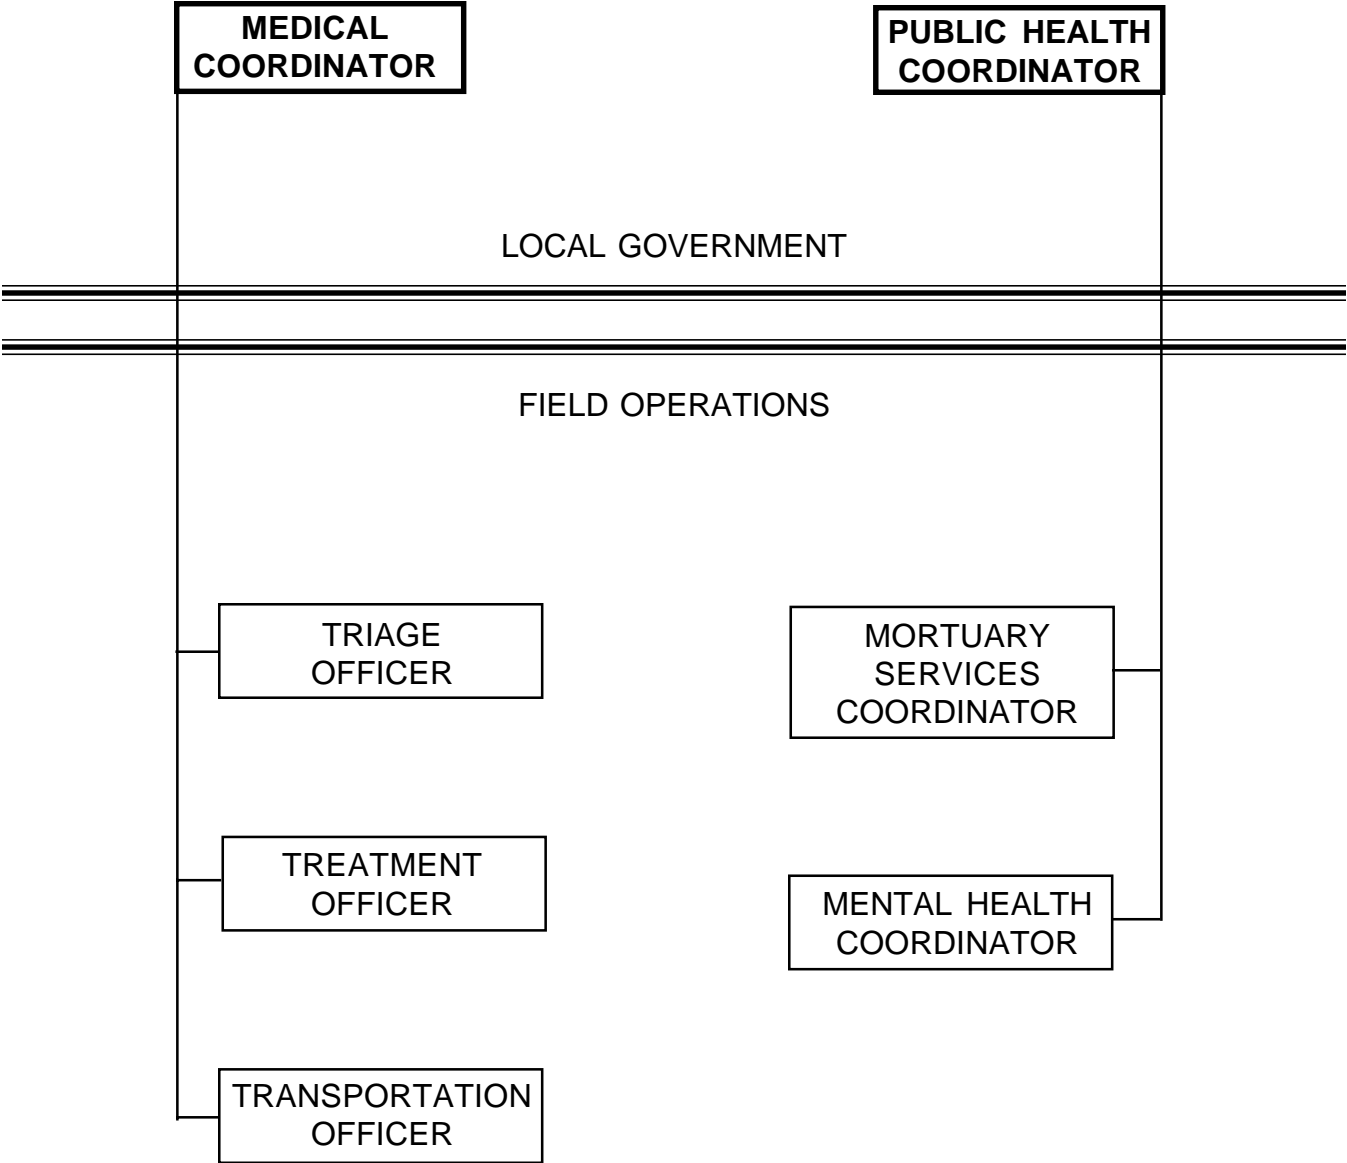 MEDICAL
COORDINATOR
PUBLIC HEALTH
COORDINATOR
LOCAL GOVERNMENT
FIELD OPERATIONS
TRIAGE
OFFICER
MORTUARY
SERVICES
COORDINATOR
TREATMENT
OFFICER
MENTAL HEALTH
COORDINATOR
TRANSPORTATION
OFFICER